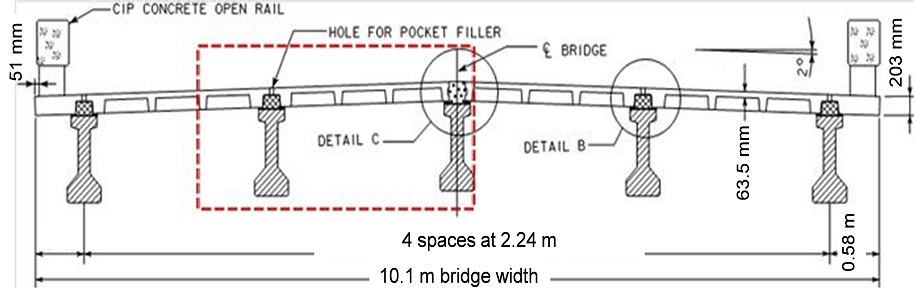 CIP CONCRETE OPEN RAIL
HOLE FOR POCKET FILLER
℄ BRIDGE
51 mm
2°
203 mm
DETAIL C
DETAIL B
63.5 mm
4 spaces at 2.24 m
0.58 m
10.1 m bridge width